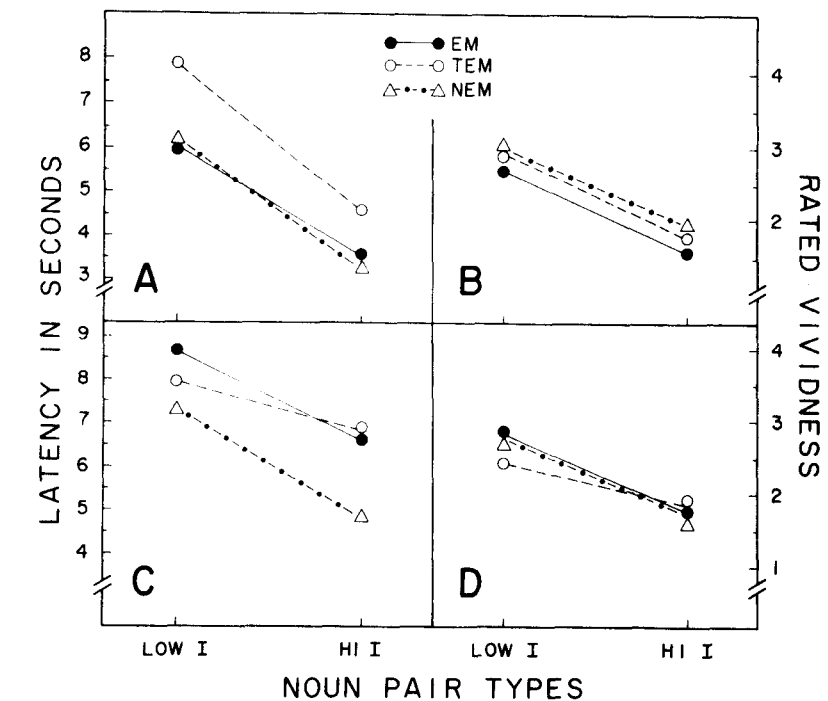 EM
TEM
NEM
8
7
6
5
4
3
A
4
3
2
B
9
8
7
6
5
4
C
4
3
2
1
D
LOW I
HI I
LOW I
HI I
NOUN PAIR TYPES
LATENCY IN SECONDS
RATED VIVIDNESS